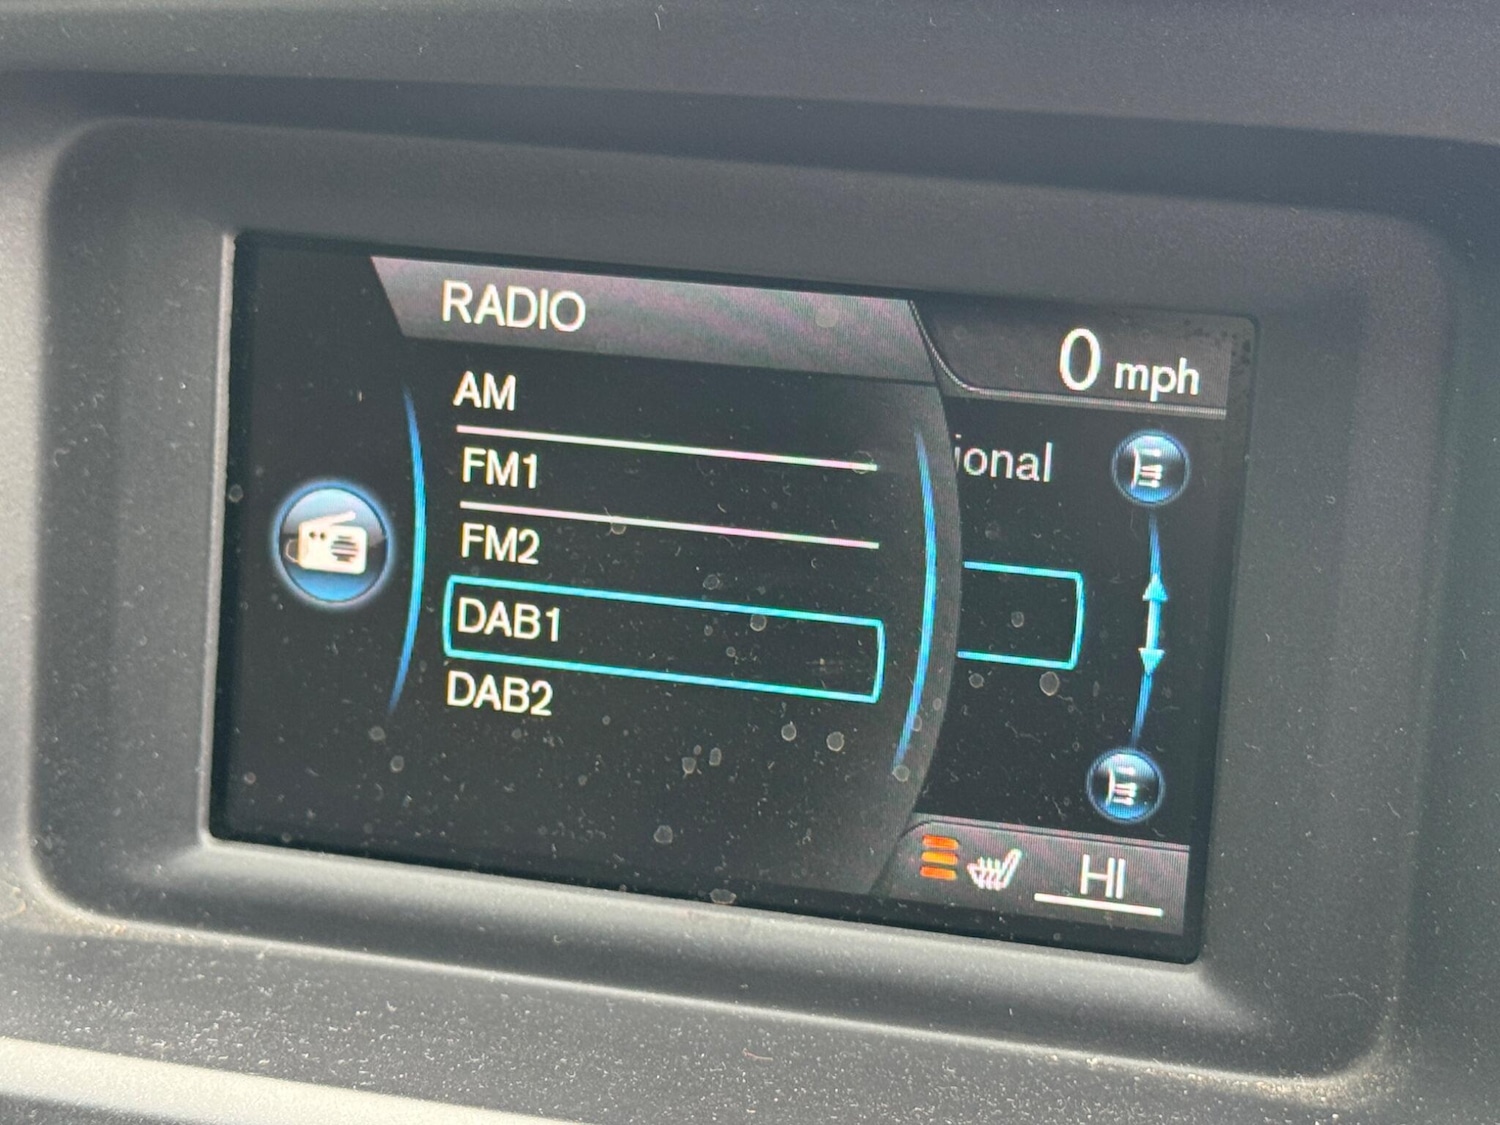 RADIO
0 mph
AM
ional
FM1
FM2
DAB1
DAB2
HI